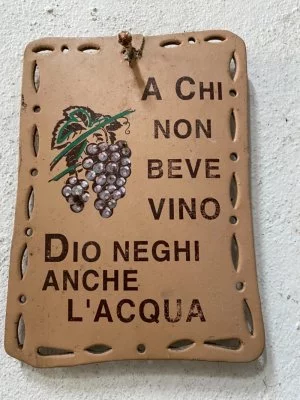 A CHI
NON
BEVE
VINO
DIO NEGHI
ANCHE
L'ACQUA